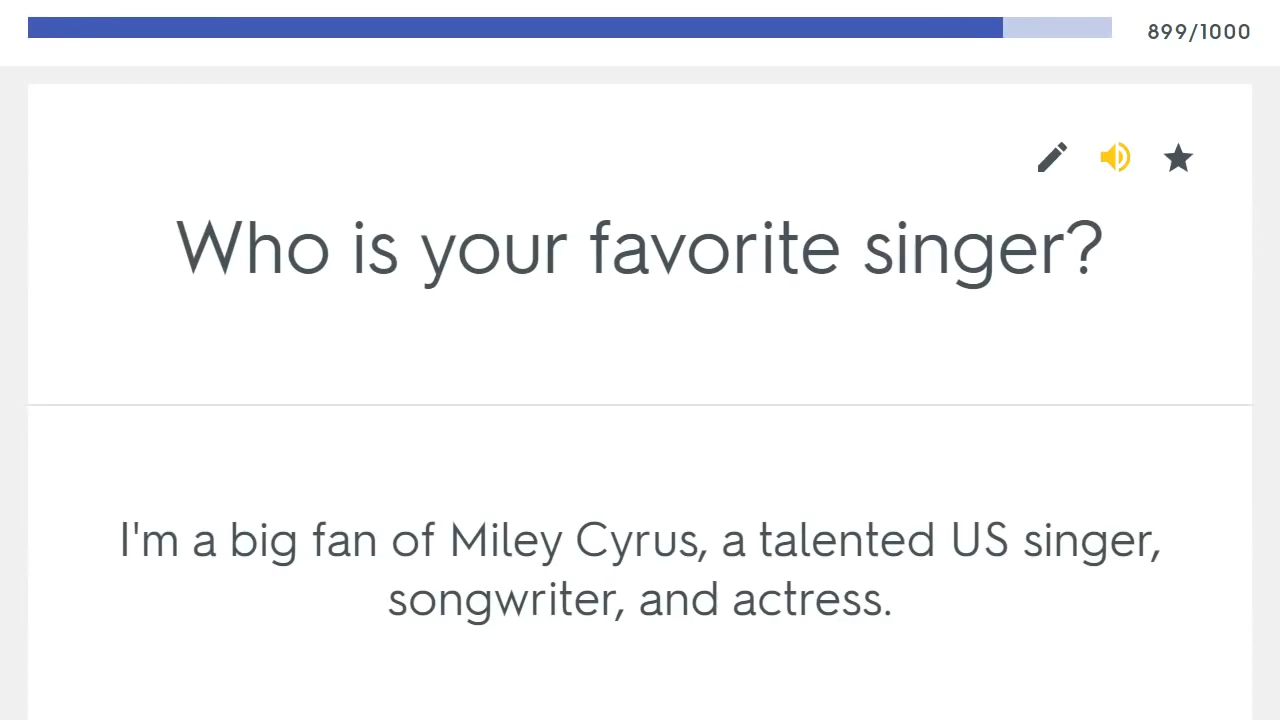 899/1000
Who is your favorite singer?
I'm a big fan of Miley Cyrus, a talented US singer,
songwriter, and actress.